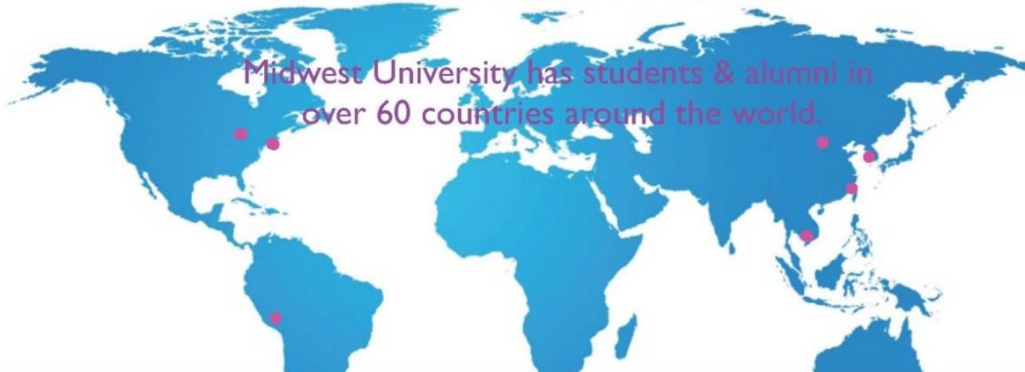 Midwest University has students & alumni in
over 60 countries around the world.